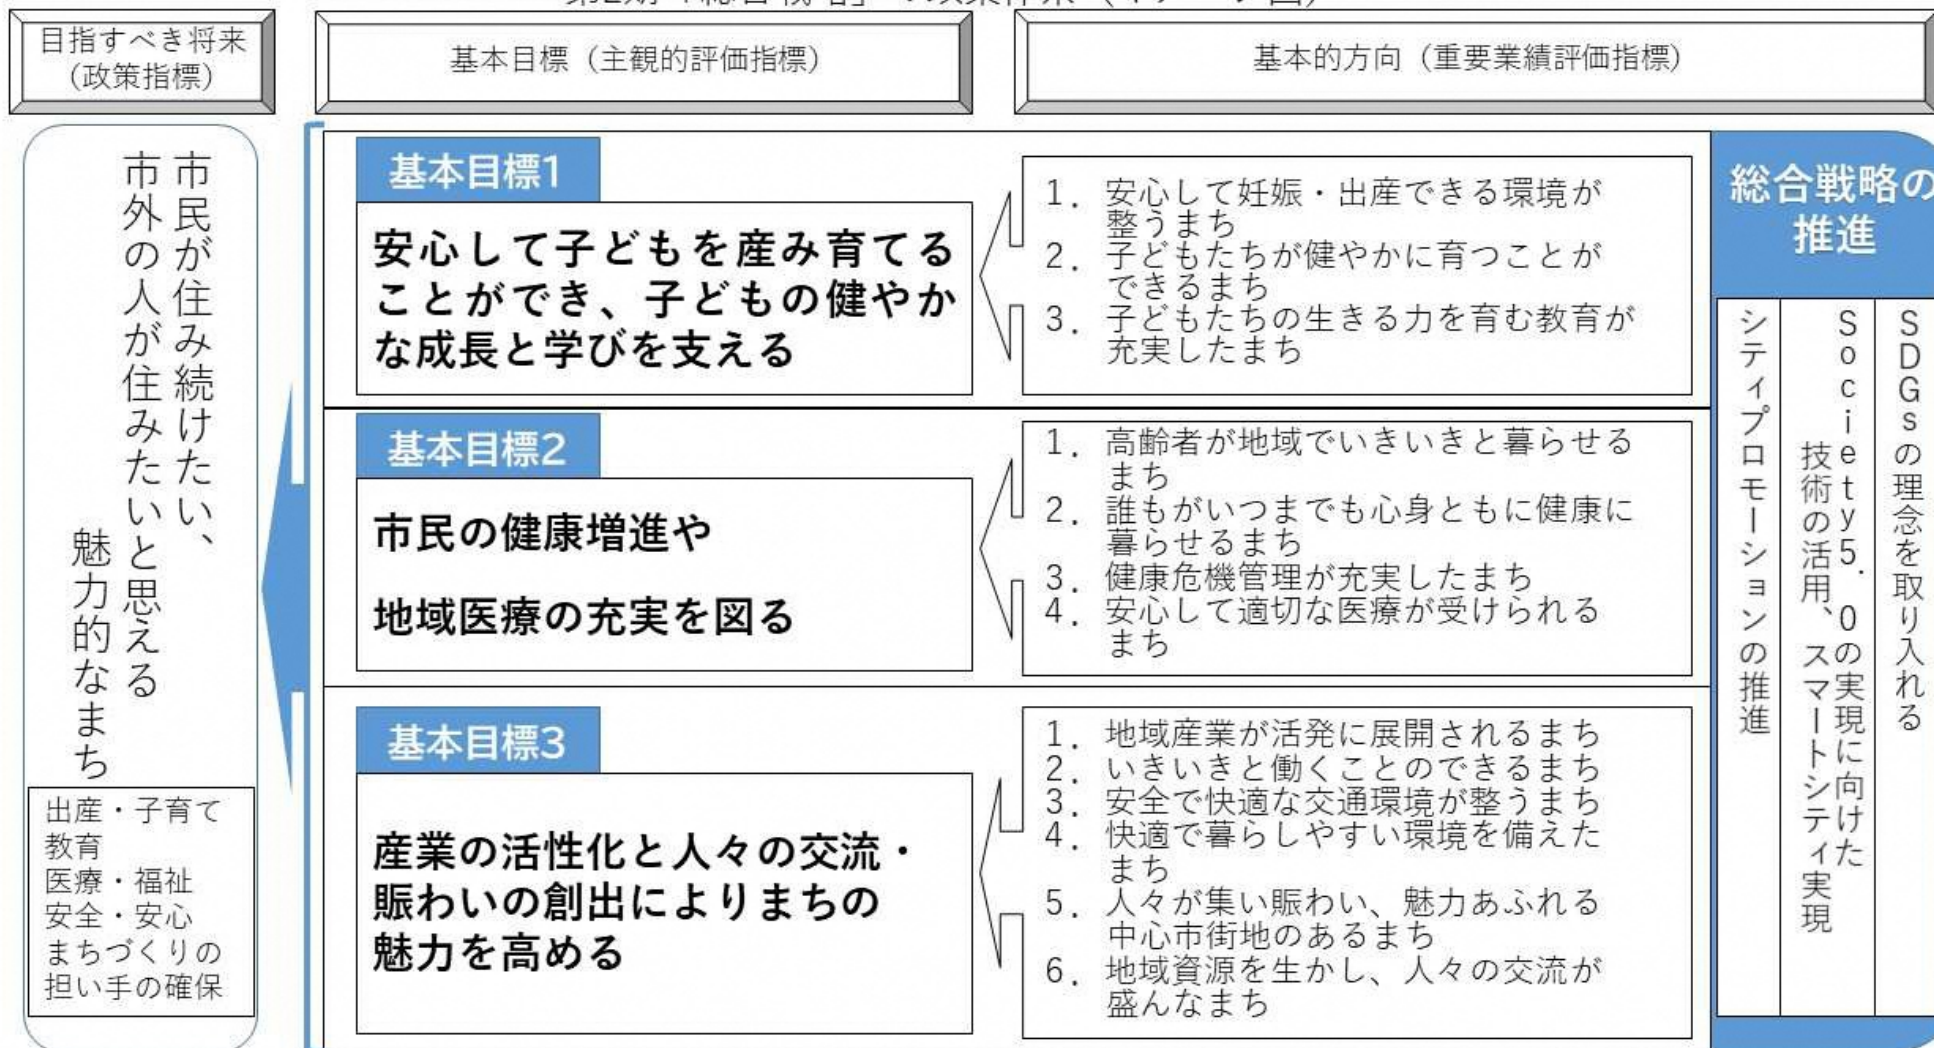 第2期「総合戦略」の政策体系（イメージ図）
目指すべき将来
（政策指標）
基本目標（主観的評価指標）
基本的方向（重要業績評価指標）
市民が住み続けたい、
市外の人が住みたいと思える
魅力的なまち
出産・子育て
教育
医療・福祉
安全・安心
まちづくりの
担い手の確保
基本目標1
安心して子どもを産み育てる
ことができ、子どもの健やか
な成長と学びを支える
1．安心して妊娠・出産できる環境が
整うまち
2．子どもたちが健やかに育つことが
できるまち
3．子どもたちの生きる力を育む教育が
充実したまち
基本目標2
市民の健康増進や
地域医療の充実を図る
1．高齢者が地域でいきいきと暮らせる
まち
2．誰もがいつまでも心身ともに健康に
暮らせるまち
3．健康危機管理が充実したまち
4．安心して適切な医療が受けられる
まち
基本目標3
産業の活性化と人々の交流・
賑わいの創出によりまちの
魅力を高める
1．地域産業が活発に展開されるまち
2．いきいきと働くことのできるまち
3．安全で快適な交通環境が整うまち
4．快適で暮らしやすい環境を備えた
まち
5．人々が集い賑わい、魅力あふれる
中心市街地のあるまち
6．地域資源を生かし、人々の交流が
盛んなまち
総合戦略の
推進
SDGsの理念を取り入れる
Society5.0の実現に向けた
技術の活用、スマートシティ実現
シティプロモーションの推進